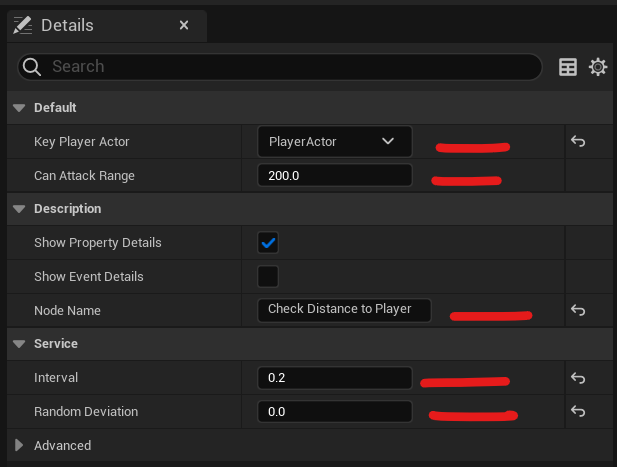 Details
Search
Default
Key Player Actor PlayerActor
Can Attack Range 200.0
Description
Show Property Details
Show Event Details
Node Name Check Distance to Player
Service
Interval 0.2
Random Deviation 0.0
Advanced